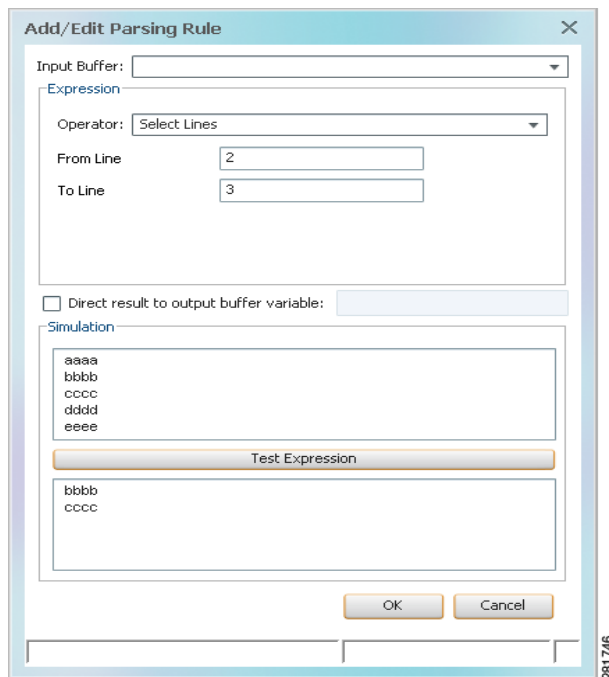 Add/Edit Parsing Rule
Input Buffer:
Expression
Operator: Select Lines
From Line 2
To Line 3
Direct result to output buffer variable:
Simulation
aaaa
bbbb
cccc
dddd
eeee
Test Expression
bbbb
cccc
OK Cancel
281746